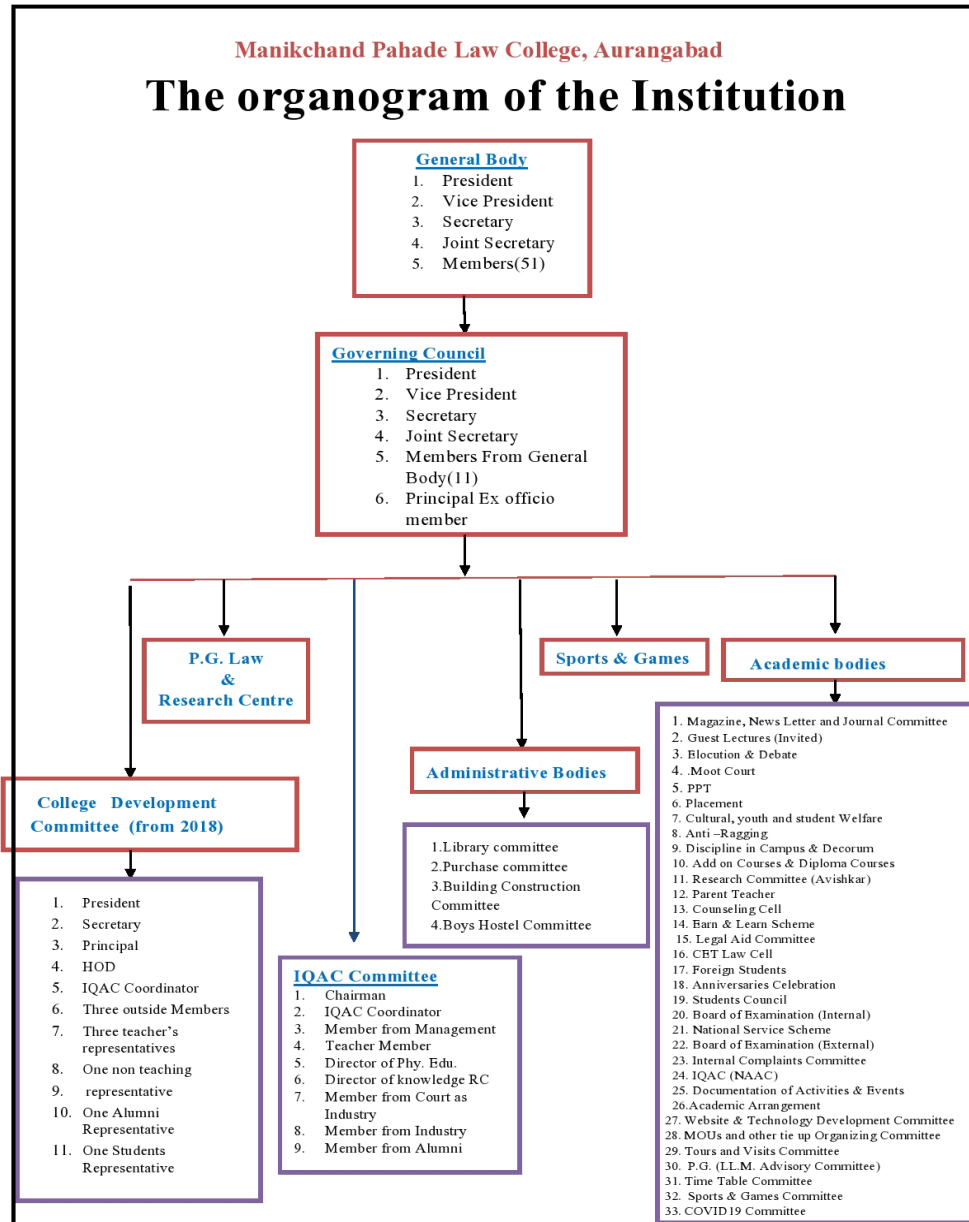 Manikchand Pahade Law College, Aurangabad
The organogram of the Institution
General Body
1. President
2. Vice President
3. Secretary
4. Joint Secretary
5. Members(51)
Governing Council
1. President
2. Vice President
3. Secretary
4. Joint Secretary
5. Members From General
Body(11)
6. Principal Ex officio
member
P.G. Law
&
Research Centre
Sports & Games
Academic bodies
College Development
Committee (from 2018)
1. President
2. Secretary
3. Principal
4. HOD
5. IQAC Coordinator
6. Three outside Members
7. Three teacher's
representatives
8. One non teaching
9. representative
10. One Alumni
Representative
11. One Students
Representative
IQAC Committee
1. Chairman
2. IQAC Coordinator
3. Member from Management
4. Teacher Member
5. Director of Phy. Edu.
6. Director of knowledge RC
7. Member from Court as
Industry
8. Member from Industry
9. Member from Alumni
Administrative Bodies
1.Library committee
2.Purchase committee
3.Building Construction
Committee
4.Boys Hostel Committee
1. Magazine, News Letter and Journal Committee
2. Guest Lectures (Invited)
3. Elocution & Debate
4. .Moot Court
5. PPT
6. Placement
7. Cultural, youth and student Welfare
8. Anti –Ragging
9. Discipline in Campus & Decorum
10. Add on Courses & Diploma Courses
11. Research Committee (Avishkar)
12. Parent Teacher
13. Counseling Cell
14. Earn & Learn Scheme
15. Legal Aid Committee
16. CET Law Cell
17. Foreign Students
18. Anniversaries Celebration
19. Students Council
20. Board of Examination (Internal)
21. National Service Scheme
22. Board of Examination (External)
23. Internal Complaints Committee
24. IQAC (NAAC)
25. Documentation of Activities & Events
26.Academic Arrangement
27. Website & Technology Development Committee
28. MOUs and other tie up Organizing Committee
29. Tours and Visits Committee
30. P.G. (LL.M. Advisory Committee)
31. Time Table Committee
32. Sports & Games Committee
33. COVID19 Committee